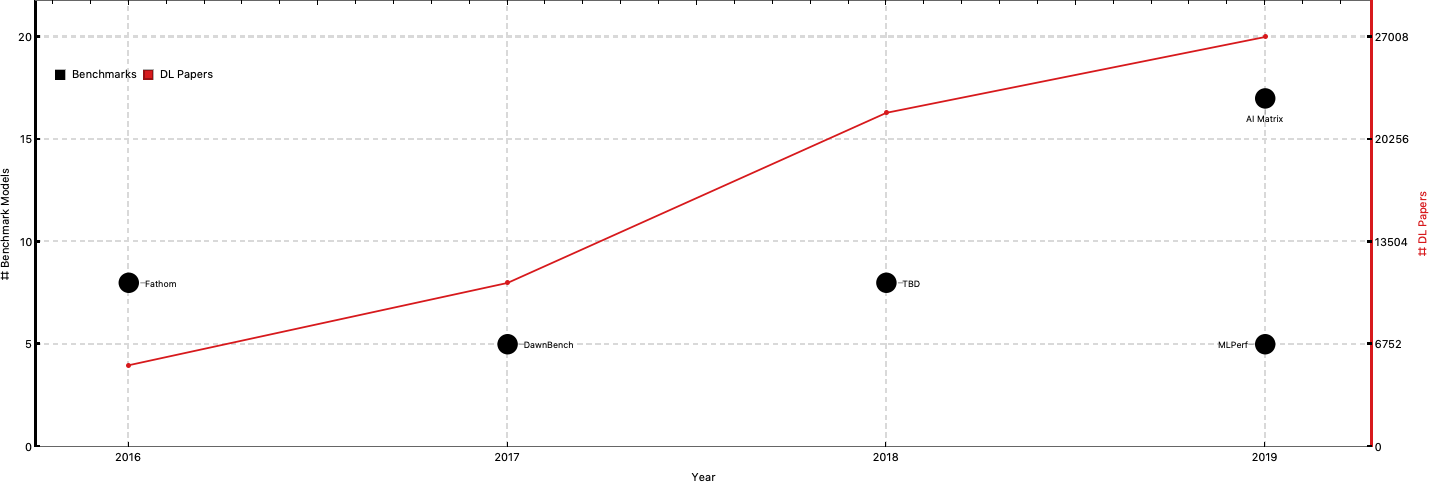 20
27008
Benchmarks DL Papers
AI Matrix
15
20256
# Benchmark Models
# DL Papers
10
13504
Fathom
TBD
5
DawnBench
MLPerf
6752
0
0
2016
2017
2018
2019
Year